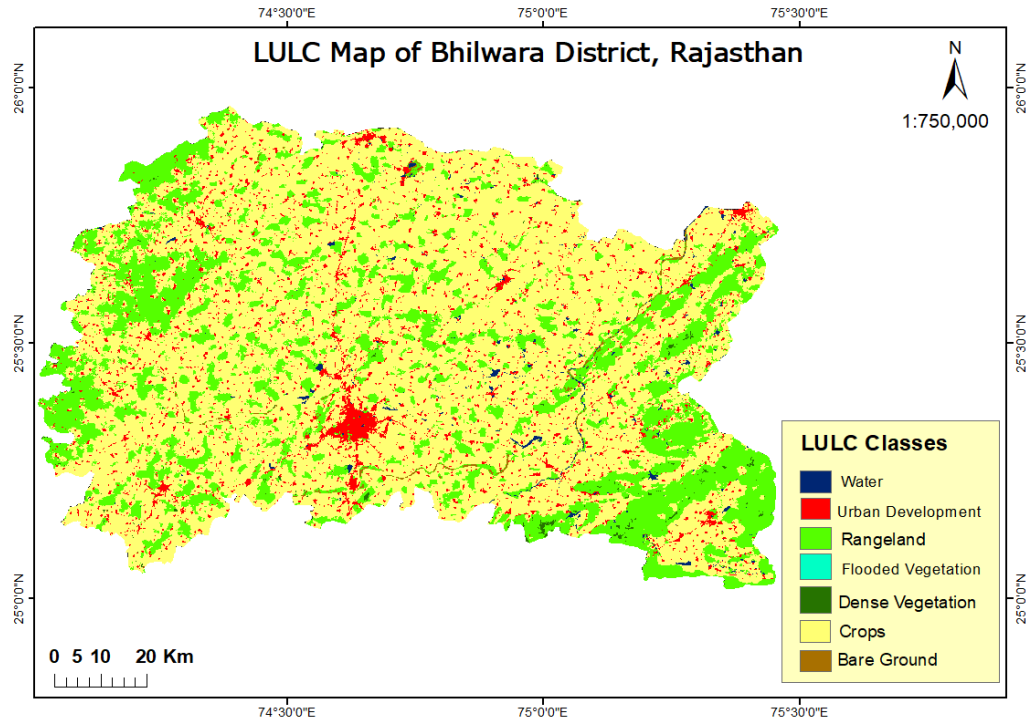 74°30'0"E 75°0'0"E 75°30'0"E
LULC Map of Bhilwara District, Rajasthan
N
1:750,000
26°0'0"N 26°0'0"N
25°30'0"N 25°30'0"N
25°0'0"N 25°0'0"N
LULC Classes
Water
Urban Development
Rangeland
Flooded Vegetation
Dense Vegetation
Crops
Bare Ground
0 5 10 20 Km
74°30'0"E 75°0'0"E 75°30'0"E